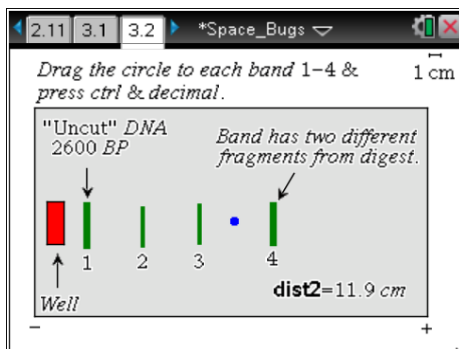 2.11 3.1 3.2 *Space_Bugs
Drag the circle to each band 1–4 &
press ctrl & decimal.
1 cm
"Uncut" DNA
2600 BP
Band has two different
fragments from digest.
1 2 3 4
Well
dist2=11.9 cm
– +